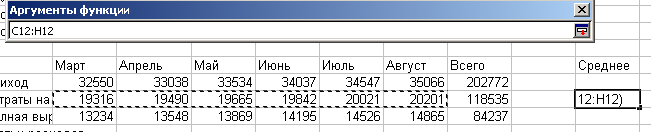 Аргументы функции
C12:H12
Март Апрель Май Июнь Июль Август Всего Среднее
иход 32550 33038 33534 34037 34547 35066 202772
траты на 19316 19490 19665 19842 20021 20201 118535 12:H12)
лная выр 13234 13548 13869 14195 14526 14865 84237